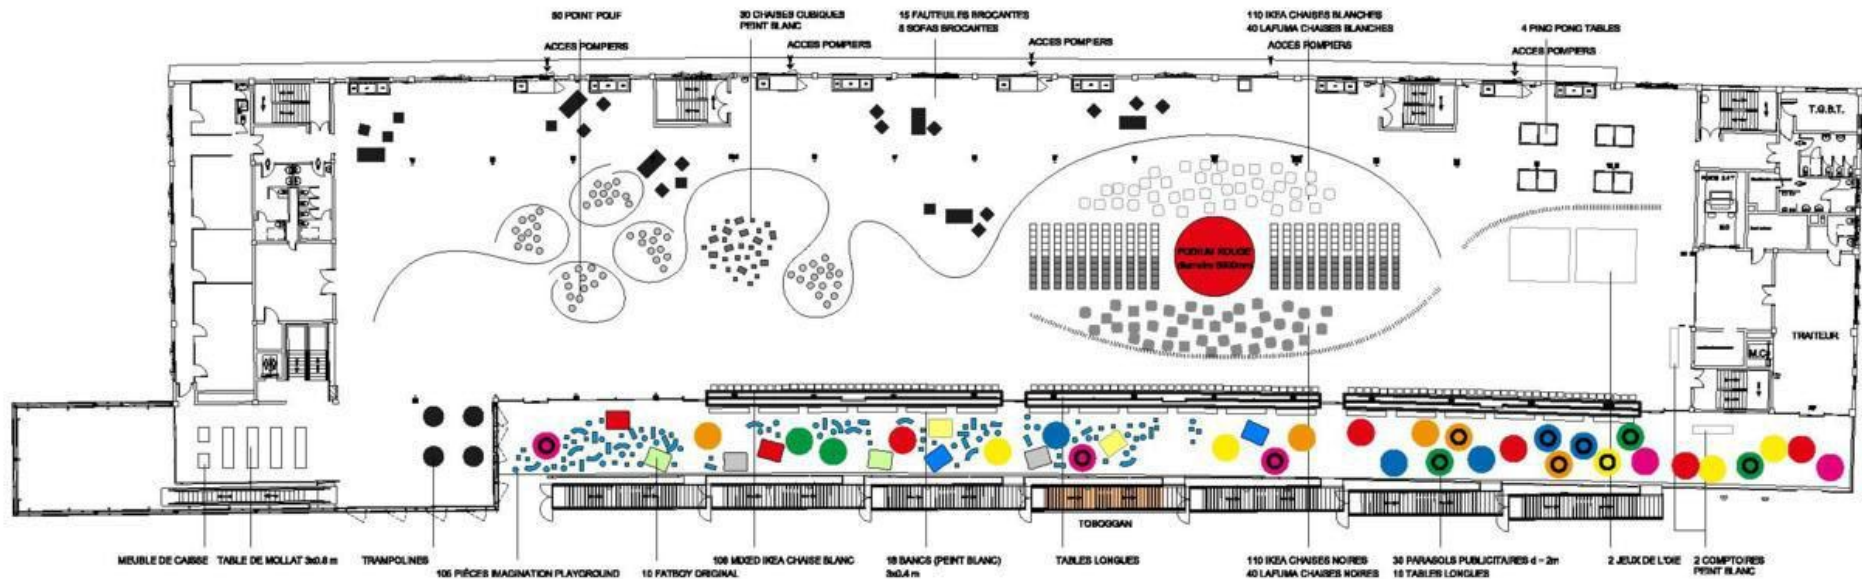 50 POINT POUF
30 CHAISES CUBIQUES
PEINT BLANC
15 FAUTEUILES BROCANTES
8 SOFAS BROCANTES
110 IKEA CHAISES BLANCHES
40 LAFUMA CHAISES BLANCHES
4 PING PONG TABLES
ACCES POMPIERS
ACCES POMPIERS
ACCES POMPIERS
ACCES POMPIERS
ACCES POMPIERS
T.G.B.T.
PODIUM ROUGE
TRAITEUR
M.C.
TOBOGGAN
MEUBLE DE CAISSE
TABLE DE MOLLAT 3x0.8 m
TRAMPOLINES
105 PIÈCES IMAGINATION PLAYGROUND
10 FATBOY ORIGINAL
106 MIXED IKEA CHAISE BLANC
18 BANCS (PEINT BLANC)
3x0.4 m
TABLES LONGUES
110 IKEA CHAISES NOIRES
40 LAFUMA CHAISES NOIRES
30 PARASOLS PUBLICITAIRES d = 2m
10 TABLES LONGUES
2 JEUX DE L'OIE
2 COMPTOIRES
PEINT BLANC